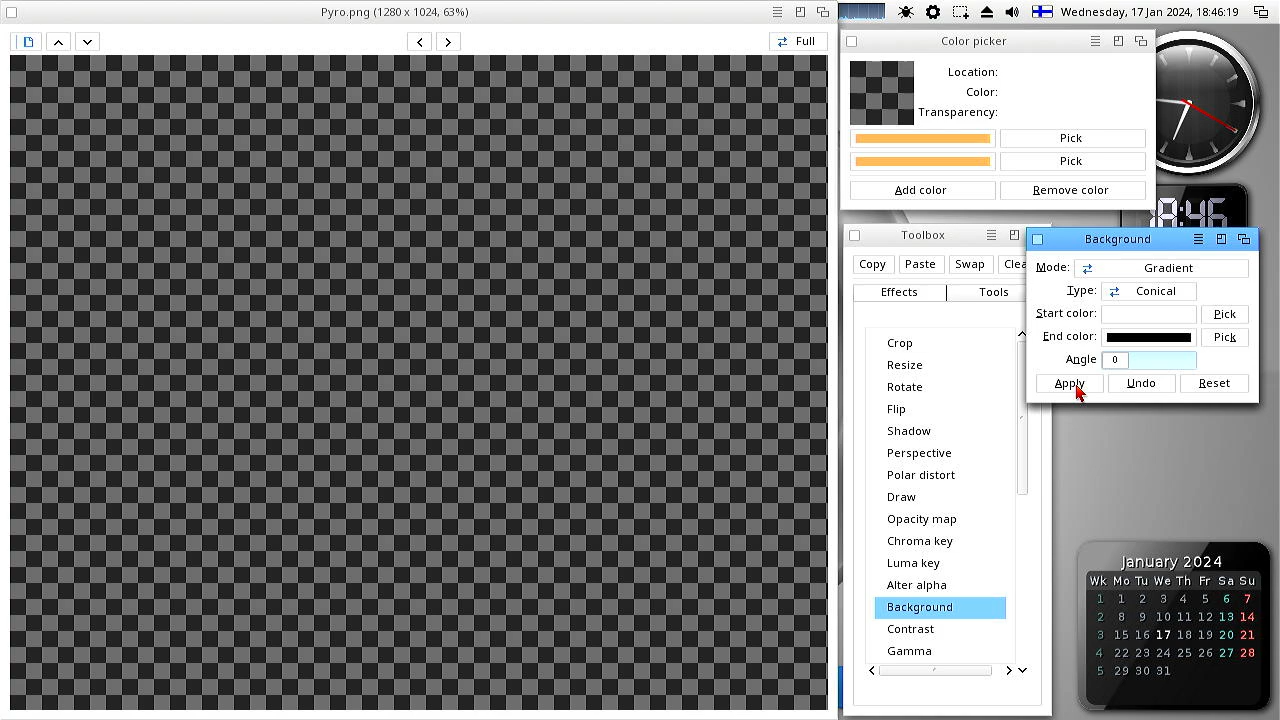 Pyro.png (1280 x 1024, 63%)
Wednesday, 17 Jan 2024, 18:46:19
Full
Color picker
Location:
Color:
Transparency:
Pick
Pick
Add color
Remove color
18:46
Toolbox
Copy
Paste
Swap
Clea
Effects
Tools
Crop
Resize
Rotate
Flip
Shadow
Perspective
Polar distort
Draw
Opacity map
Chroma key
Luma key
Alter alpha
Background
Contrast
Gamma
Background
Mode: Gradient
Type: Conical
Start color: Pick
End color: Pick
Angle 0
Apply Undo Reset
January 2024
Wk Mo Tu We Th Fr Sa Su
1 1 2 3 4 5 6 7
2 8 9 10 11 12 13 14
3 15 16 17 18 19 20 21
4 22 23 24 25 26 27 28
5 29 30 31